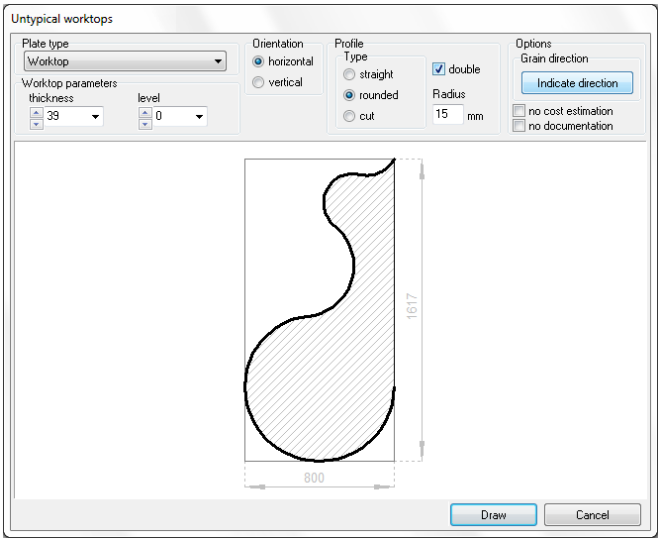 Untypical worktops
Plate type
Worktop
Worktop parameters
thickness
level
39
0
Orientation
horizontal
vertical
Profile
Type
straight
rounded
cut
double
Radius
15 mm
Options
Grain direction
Indicate direction
no cost estimation
no documentation
1617
800
Draw
Cancel